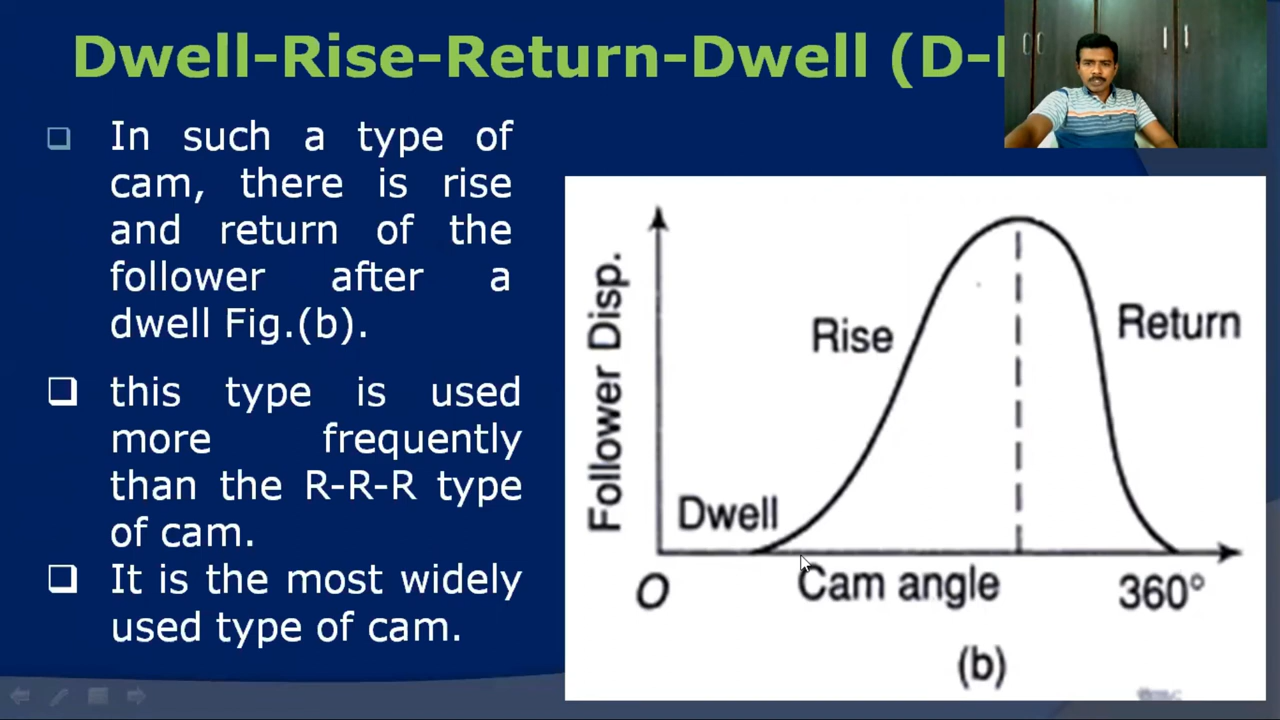 Dwell-Rise-Return-Dwell (D-
In such a type of
cam, there is rise
and return of the
follower after a
dwell Fig.(b).
this type is used
more frequently
than the R-R-R type
of cam.
It is the most widely
used type of cam.
Follower Disp.
Rise
Return
Dwell
O
Cam angle
360°
(b)